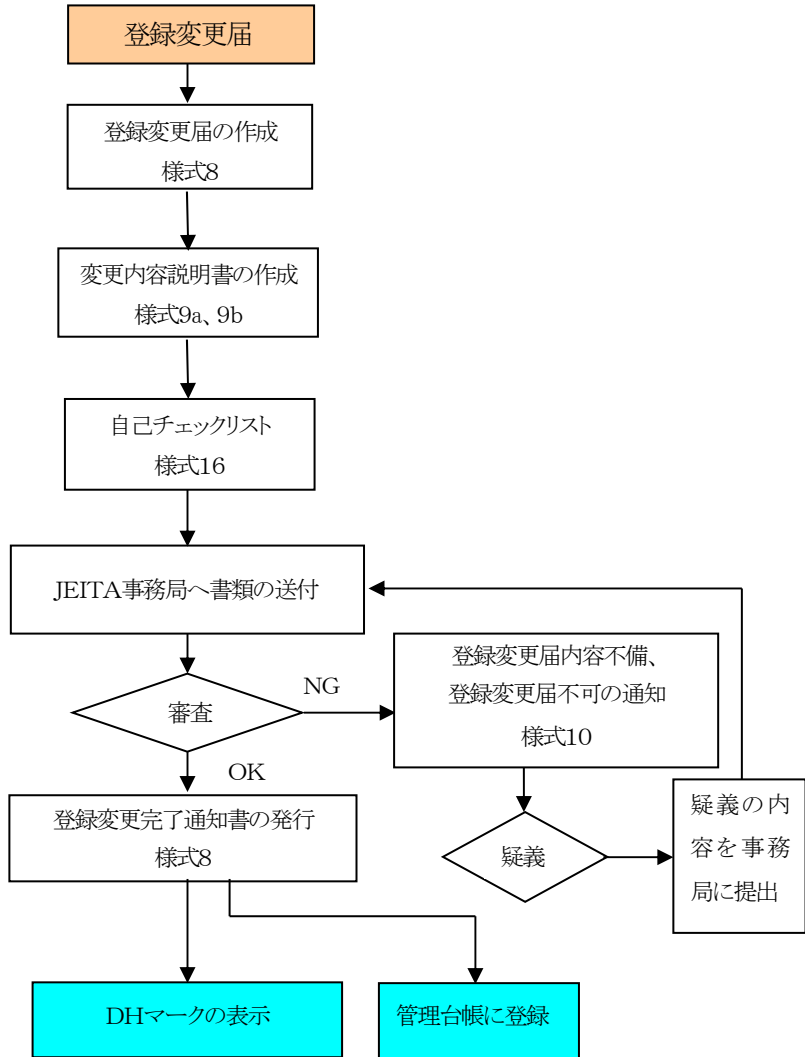 登録変更届
登録変更届の作成
様式8
変更内容説明書の作成
様式9a、9b
自己チェックリスト
様式16
JEITA事務局へ書類の送付
審査
NG
登録変更届内容不備、
登録変更届不可の通知
様式10
OK
登録変更完了通知書の発行
様式8
疑義
疑義の内
容を事務
局に提出
DHマークの表示
管理台帳に登録